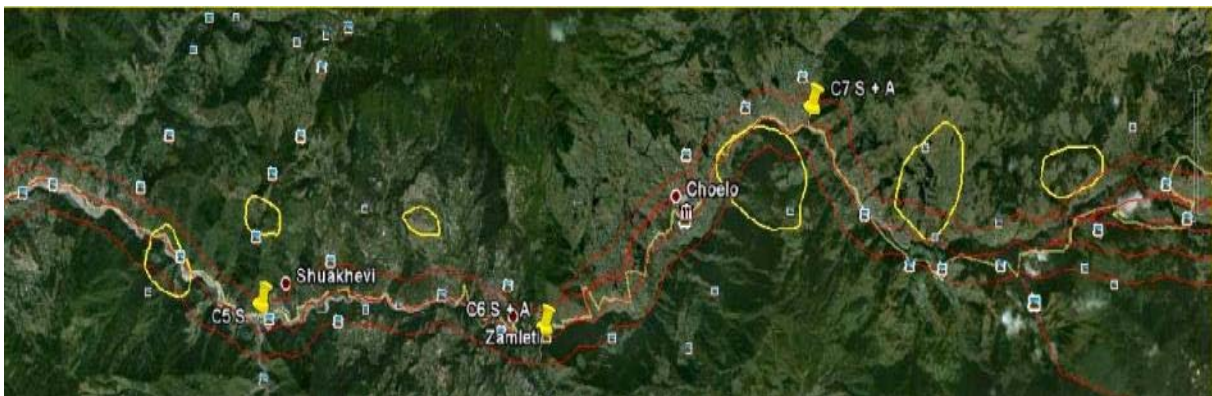 C7 S + A
Choelo
Shuakhevi
C5 S
C6 S + A
Zamleti